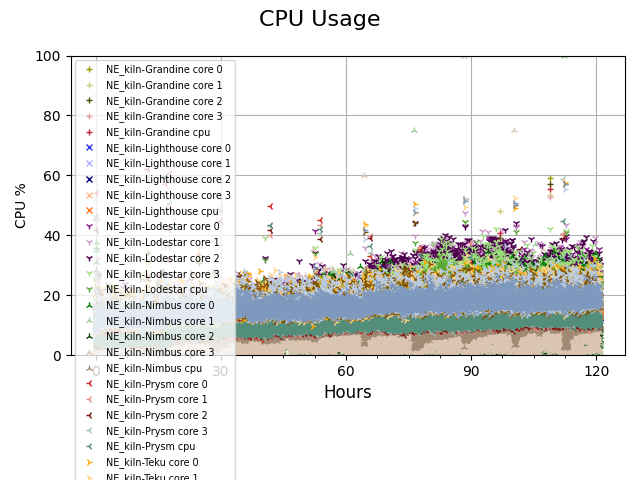 CPU Usage
100
80
60
40
20
0
CPU %
0
30
60
90
120
Hours
NE_kiln-Grandine core 0
NE_kiln-Grandine core 1
NE_kiln-Grandine core 2
NE_kiln-Grandine core 3
NE_kiln-Grandine cpu
NE_kiln-Lighthouse core 0
NE_kiln-Lighthouse core 1
NE_kiln-Lighthouse core 2
NE_kiln-Lighthouse core 3
NE_kiln-Lighthouse cpu
NE_kiln-Lodestar core 0
NE_kiln-Lodestar core 1
NE_kiln-Lodestar core 2
NE_kiln-Lodestar core 3
NE_kiln-Lodestar cpu
NE_kiln-Nimbus core 0
NE_kiln-Nimbus core 1
NE_kiln-Nimbus core 2
NE_kiln-Nimbus core 3
NE_kiln-Nimbus cpu
NE_kiln-Prysm core 0
NE_kiln-Prysm core 1
NE_kiln-Prysm core 2
NE_kiln-Prysm core 3
NE_kiln-Prysm cpu
NE_kiln-Teku core 0
NE_kiln-Teku core 1